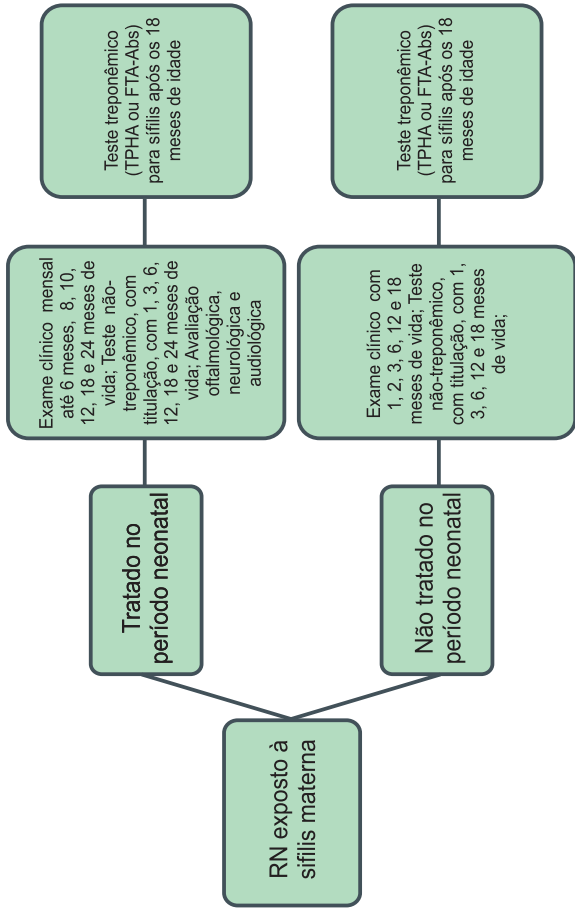 RN exposto à
sífilis materna
Tratado no
período neonatal
Exame clínico mensal
até 6 meses, 8, 10,
12, 18 e 24 meses de
vida; Teste não-
treponêmico, com
titulação, com 1, 3, 6,
12, 18 e 24 meses de
vida; Avaliação
oftalmológica,
neurológica e
audiológica
Teste treponêmico
(TPHA ou FTA-Abs)
para sífilis após os 18
meses de idade
Não tratado no
período neonatal
Exame clínico com
1, 2, 3, 6, 12 e 18
meses de vida; Teste
não-treponêmico,
com titulação, com 1,
3, 6, 12 e 18 meses
de vida;
Teste treponêmico
(TPHA ou FTA-Abs)
para sífilis após os 18
meses de idade